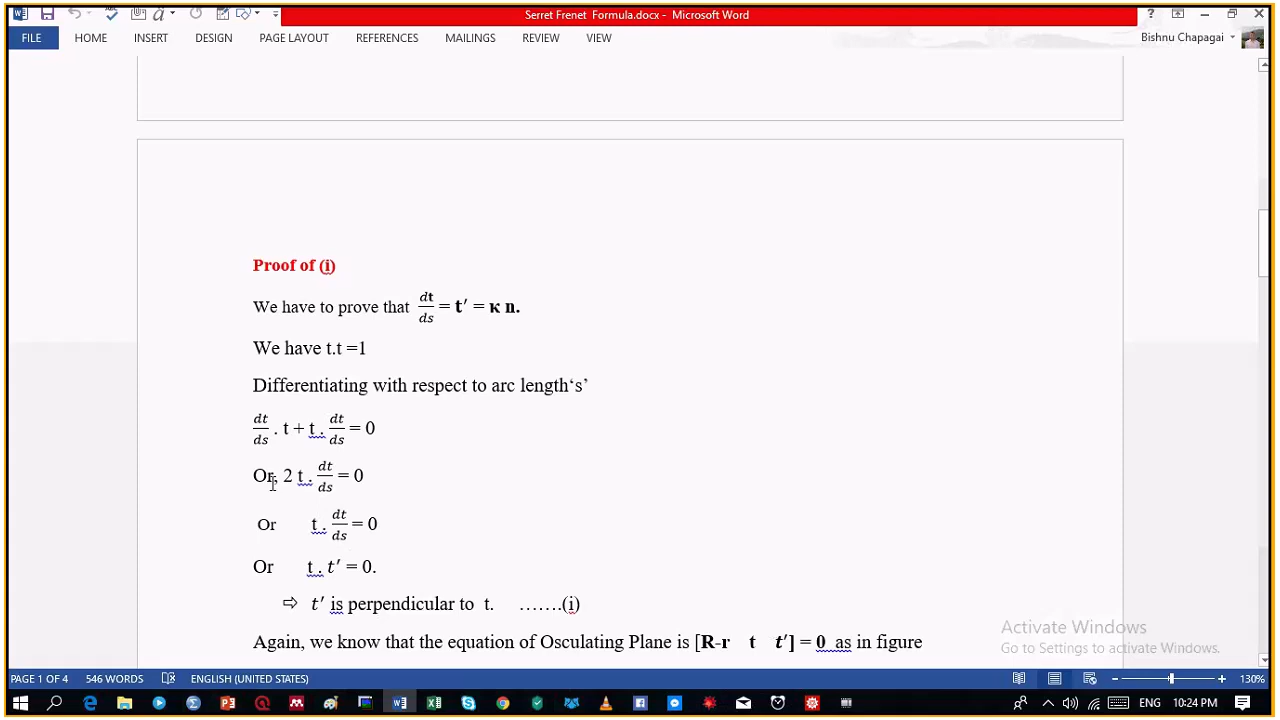 Serret Frenet Formula.docx - Microsoft Word
FILE HOME INSERT DESIGN PAGE LAYOUT REFERENCES MAILINGS REVIEW VIEW
Bishnu Chapagai
Proof of (i)
We have to prove that dt/ds = t′ = κ n.
We have t.t =1
Differentiating with respect to arc length‘s’
dt/ds . t + t . dt/ds = 0
Or, 2 t . dt/ds = 0
Or t . dt/ds = 0
Or t . t′ = 0.
⇨ t′ is perpendicular to t. …….(i)
Again, we know that the equation of Osculating Plane is [R-r t t′] = 0 as in figure
Activate Windows
Go to Settings to activate Windows.
PAGE 1 OF 4 546 WORDS ENGLISH (UNITED STATES) 130%
ENG 10:24 PM